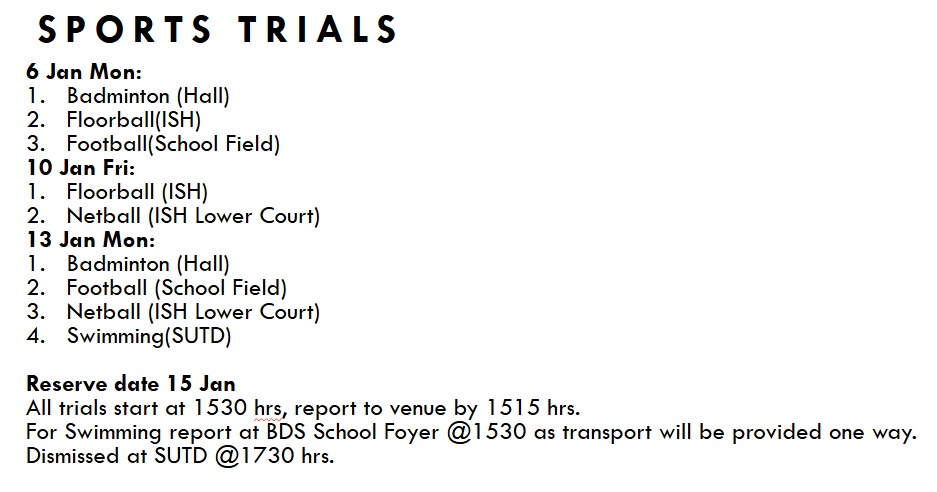 SPORTS TRIALS
6 Jan Mon:
1. Badminton (Hall)
2. Floorball(ISH)
3. Football(School Field)
10 Jan Fri:
1. Floorball (ISH)
2. Netball (ISH Lower Court)
13 Jan Mon:
1. Badminton (Hall)
2. Football (School Field)
3. Netball (ISH Lower Court)
4. Swimming(SUTD)
Reserve date 15 Jan
All trials start at 1530 hrs, report to venue by 1515 hrs.
For Swimming report at BDS School Foyer @1530 as transport will be provided one way.
Dismissed at SUTD @1730 hrs.